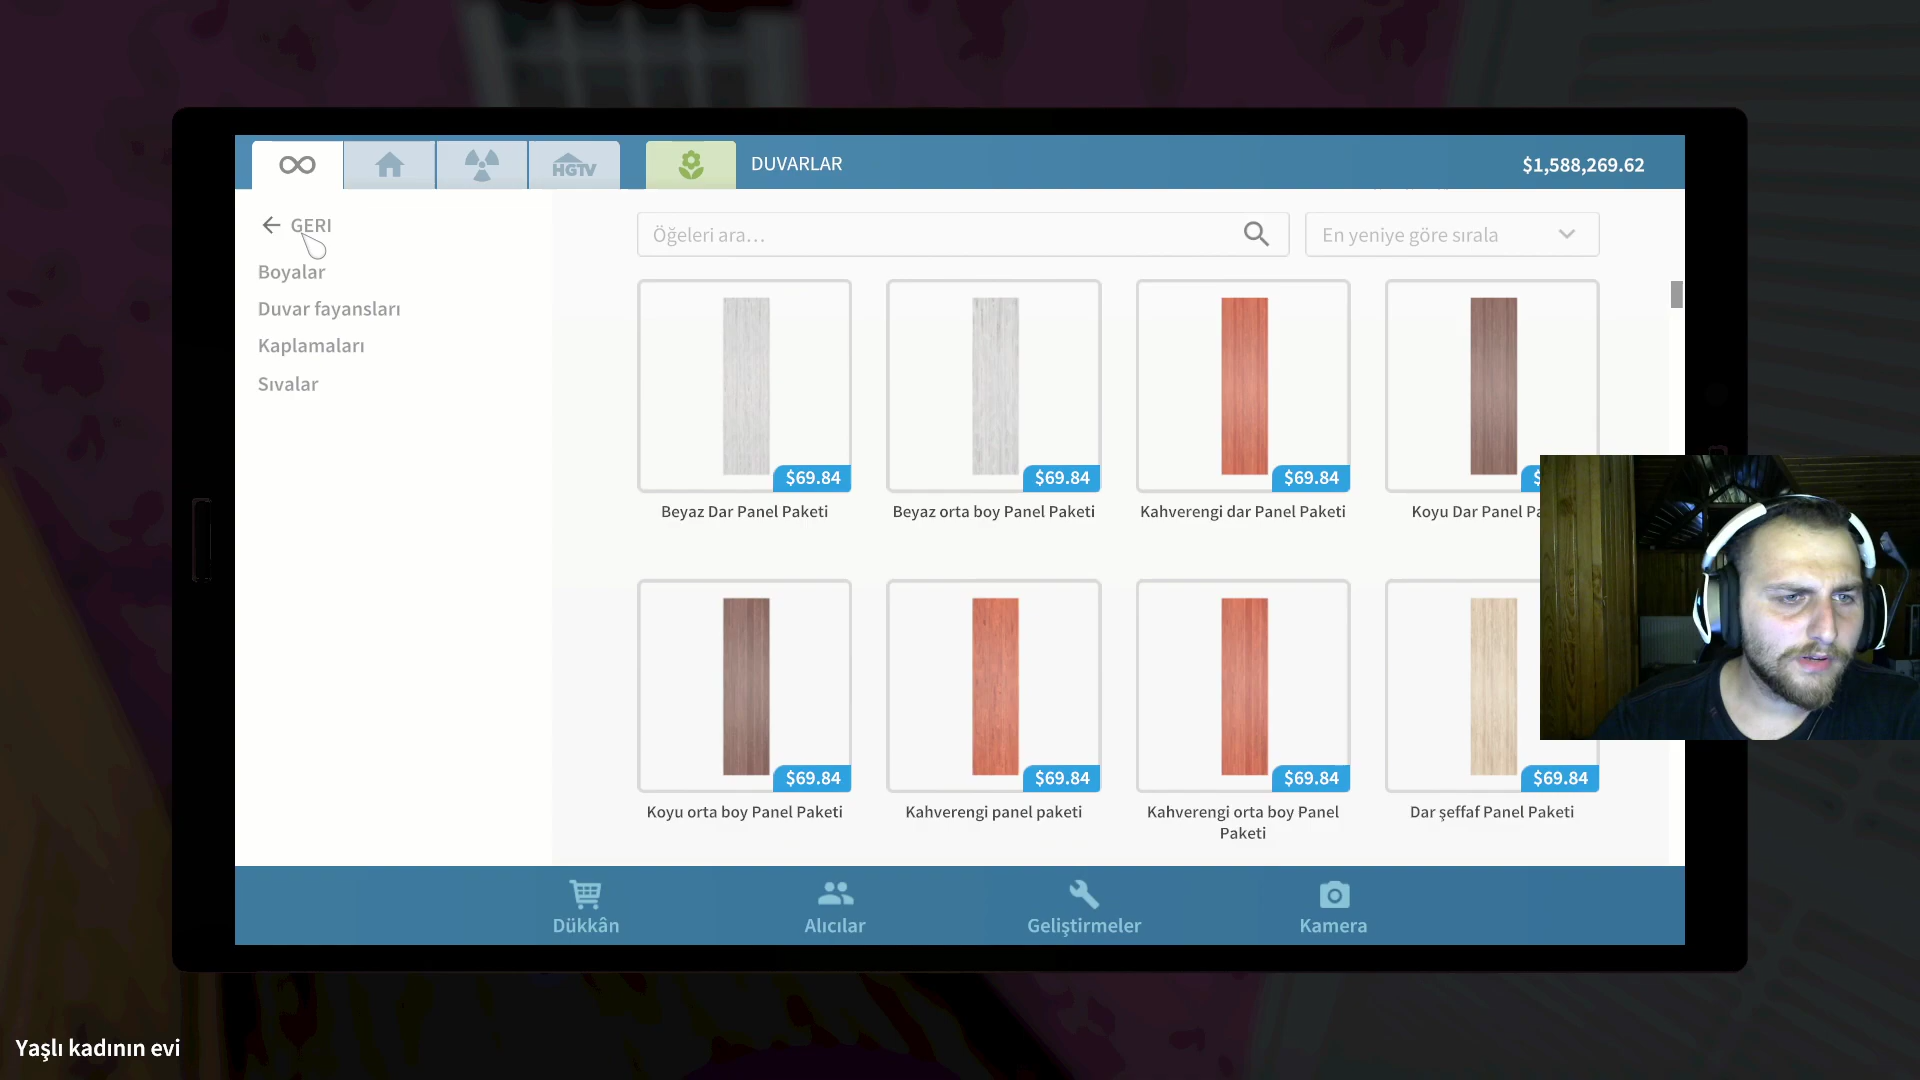 HGTV
DUVARLAR
$1,588,269.62
GERI
Boyalar
Duvar fayansları
Kaplamaları
Sıvalar
Öğeleri ara...
En yeniye göre sırala
$69.84
$69.84
$69.84
$
Beyaz Dar Panel Paketi
Beyaz orta boy Panel Paketi
Kahverengi dar Panel Paketi
Koyu Dar Panel
$69.84
$69.84
$69.84
$69.84
Koyu orta boy Panel Paketi
Kahverengi panel paketi
Kahverengi orta boy Panel
Paketi
Dar şeffaf Panel Paketi
Dükkân
Alıcılar
Geliştirmeler
Kamera
Yaşlı kadının evi